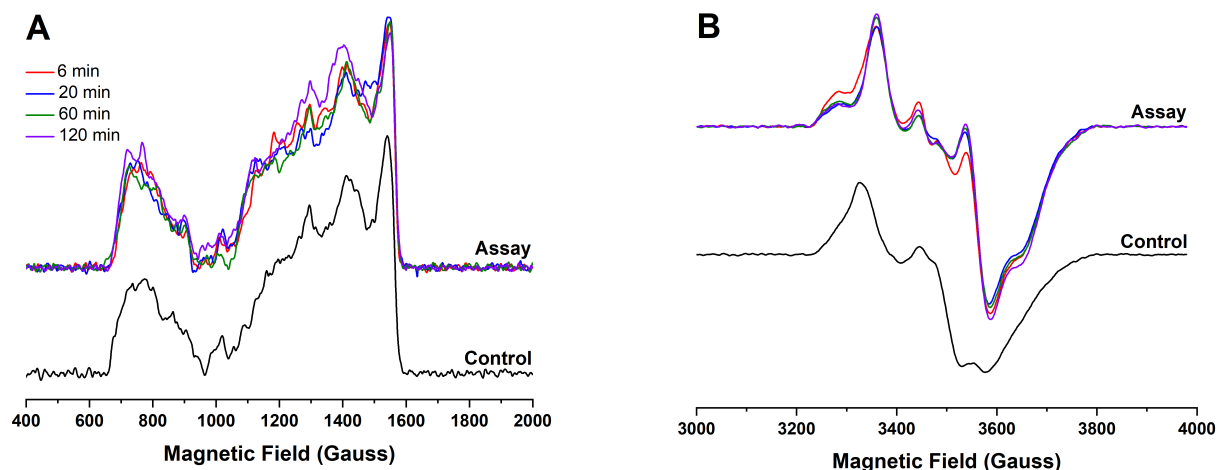 A
6 min
20 min
60 min
120 min
Assay
Control
400 600 800 1000 1200 1400 1600 1800 2000
Magnetic Field (Gauss)
B
Assay
Control
3000 3200 3400 3600 3800 4000
Magnetic Field (Gauss)